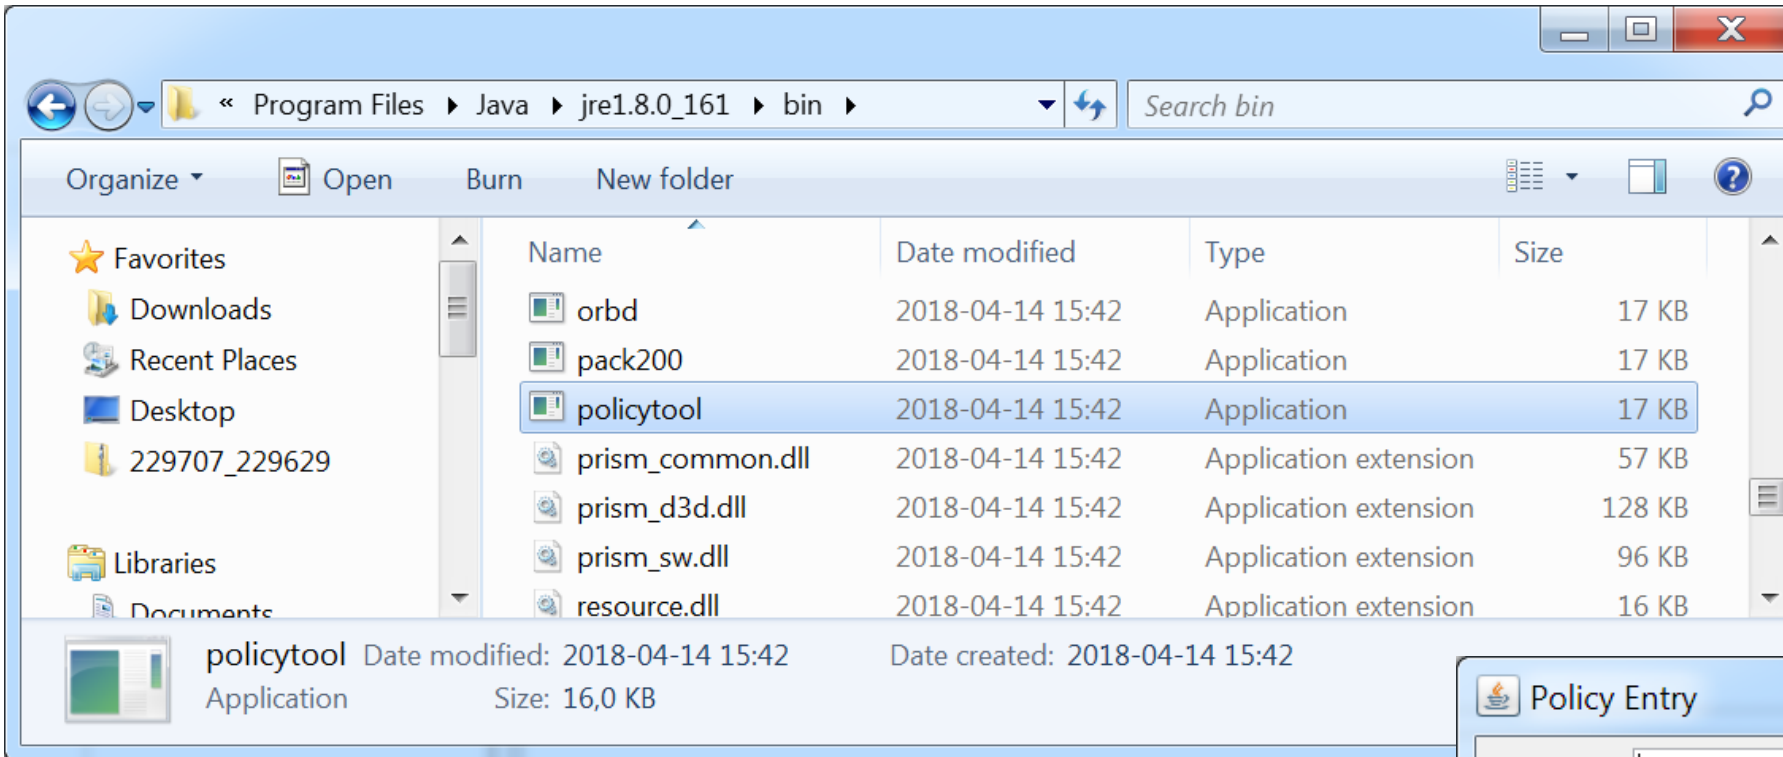 « Program Files Java jre1.8.0_161 bin Search bin
Organize Open Burn New folder
Favorites
Downloads
Recent Places
Desktop
229707_229629
Libraries
Documents
Name Date modified Type Size
orbd 2018-04-14 15:42 Application 17 KB
pack200 2018-04-14 15:42 Application 17 KB
policytool 2018-04-14 15:42 Application 17 KB
prism_common.dll 2018-04-14 15:42 Application extension 57 KB
prism_d3d.dll 2018-04-14 15:42 Application extension 128 KB
prism_sw.dll 2018-04-14 15:42 Application extension 96 KB
resource.dll 2018-04-14 15:42 Application extension 16 KB
policytool Date modified: 2018-04-14 15:42 Date created: 2018-04-14 15:42
Application Size: 16,0 KB
Policy Entry